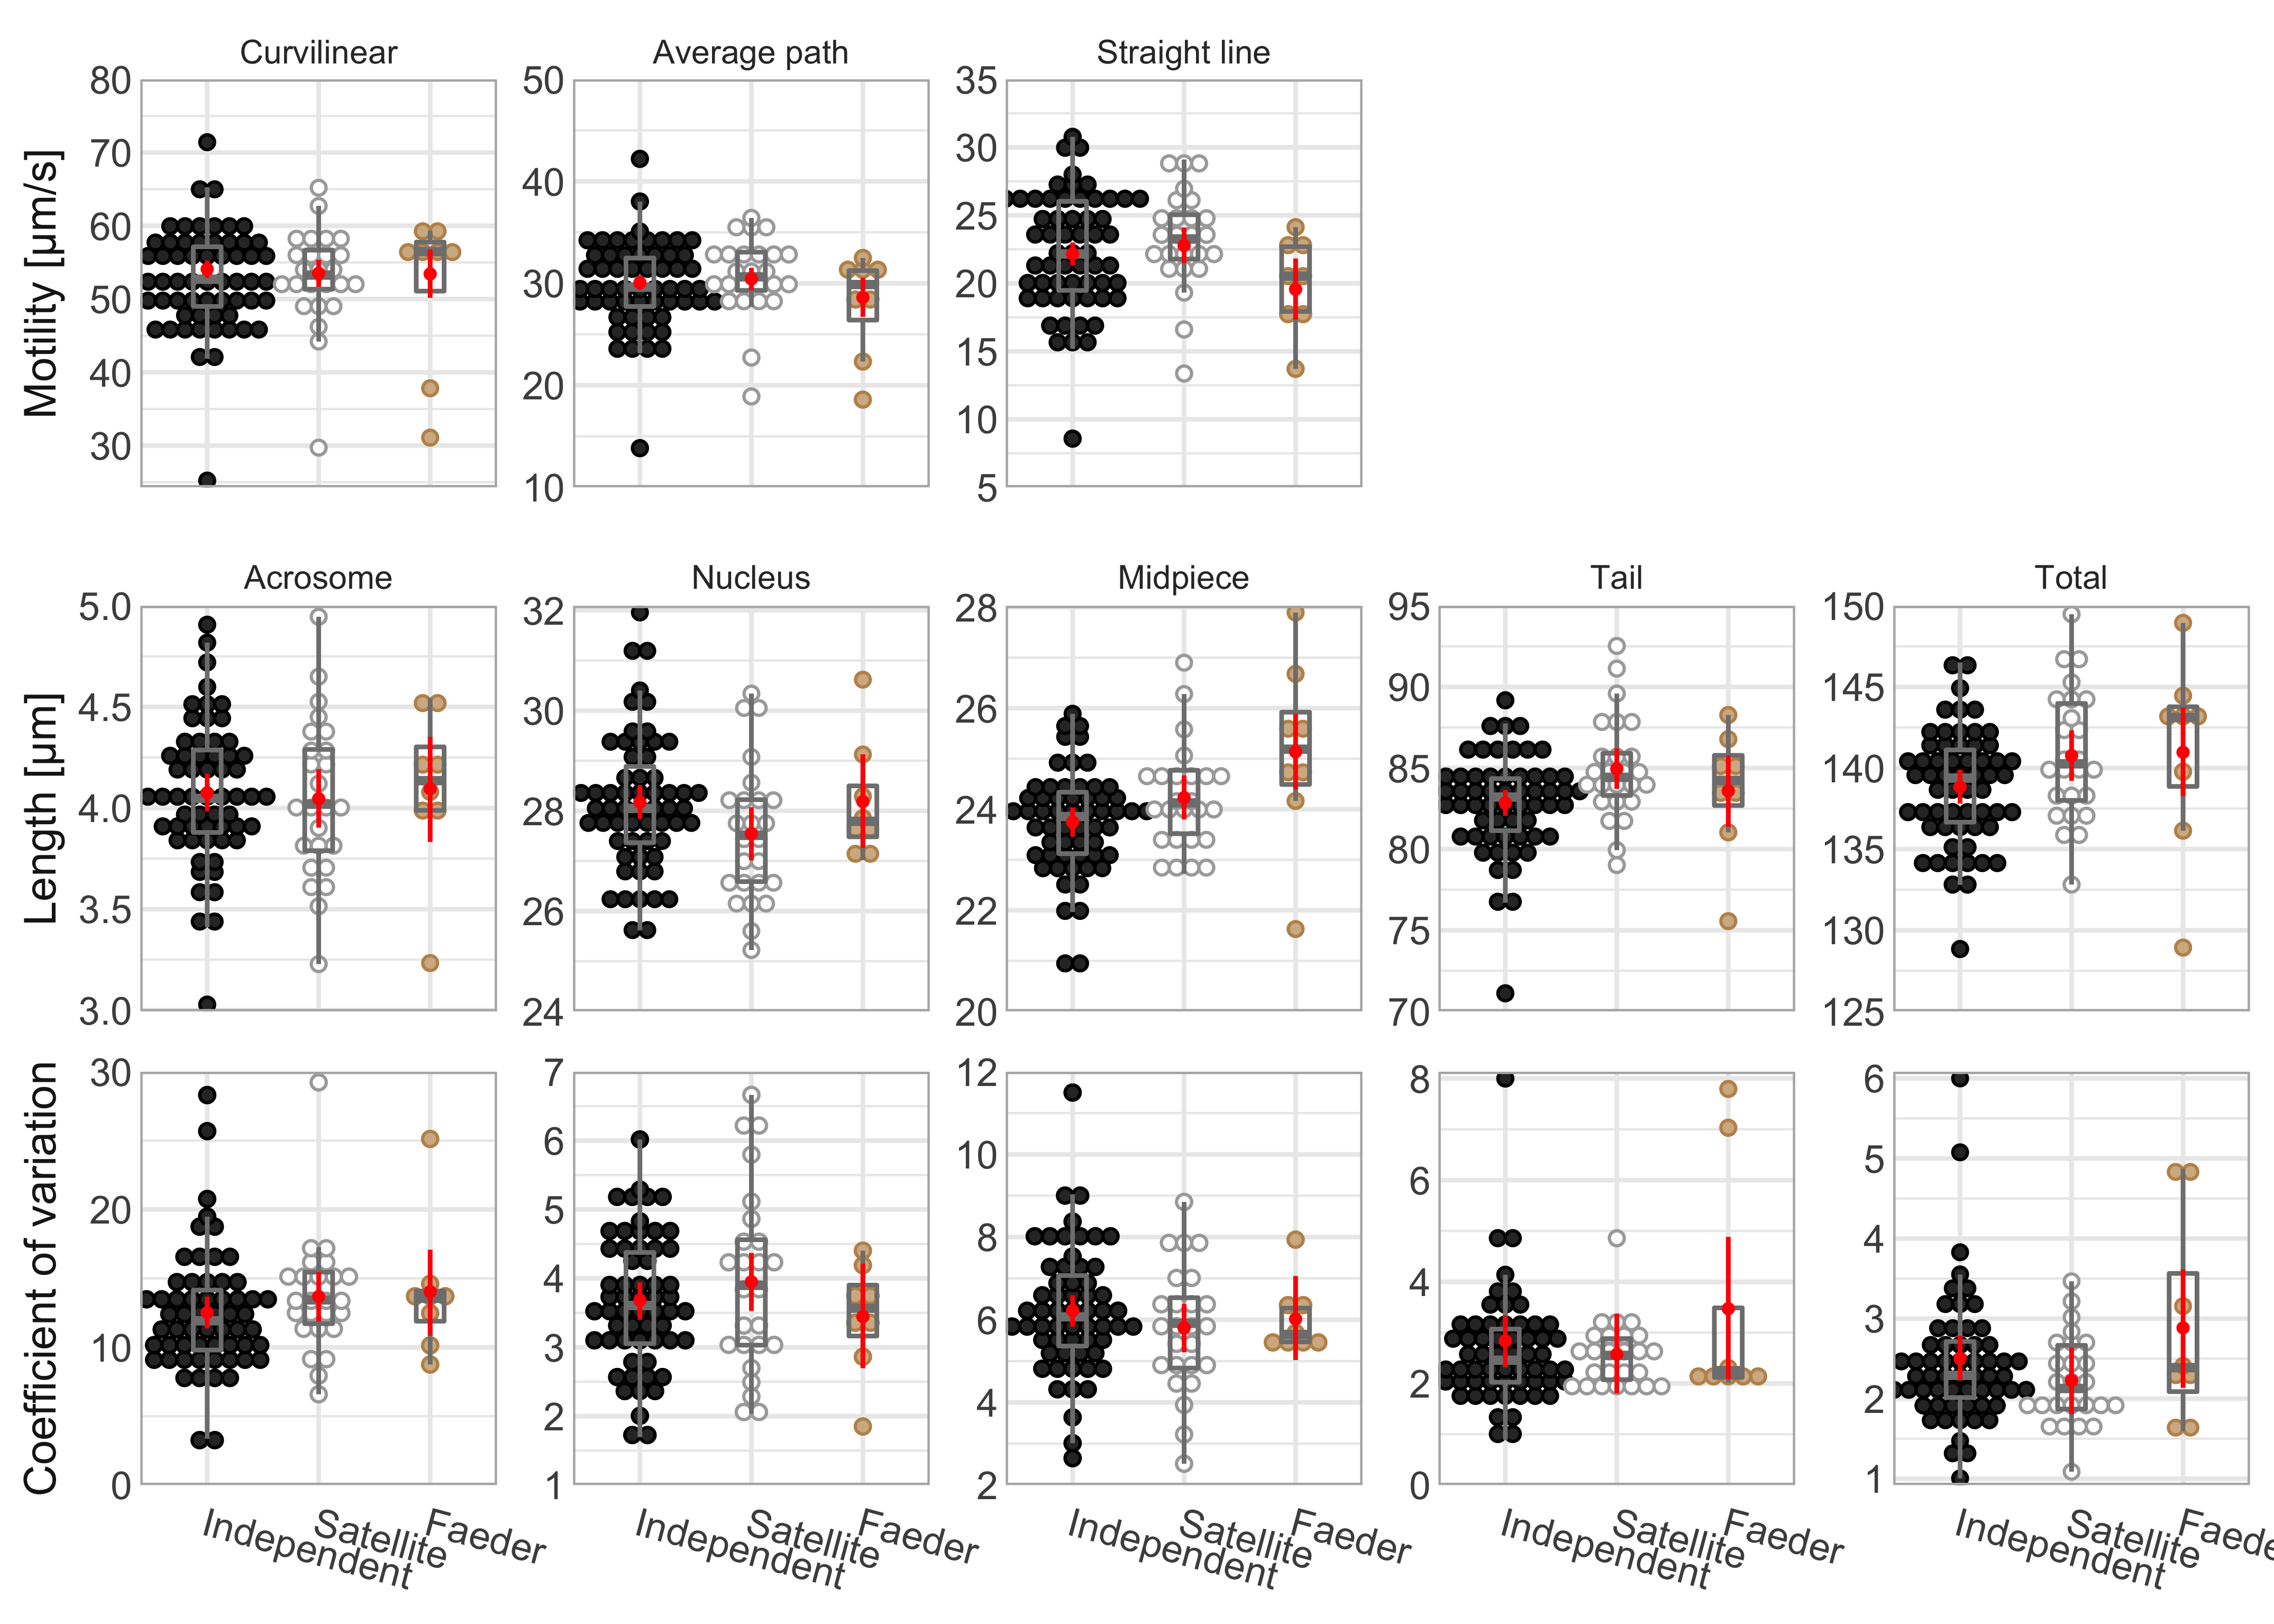 Curvilinear
Average path
Straight line
Motility [µm/s]
80
70
60
50
40
30
50
40
30
20
10
35
30
25
20
15
10
5
Acrosome
Nucleus
Midpiece
Tail
Total
Length [µm]
5.0
4.5
4.0
3.5
3.0
32
30
28
26
24
28
26
24
22
20
95
90
85
80
75
70
150
145
140
135
130
125
Coefficient of variation
30
20
10
0
7
6
5
4
3
2
1
12
10
8
6
4
2
8
6
4
2
0
6
5
4
3
2
1
Independent
Satellite
Faeder
Independent
Satellite
Faeder
Independent
Satellite
Faeder
Independent
Satellite
Faeder
Independent
Satellite
Faede